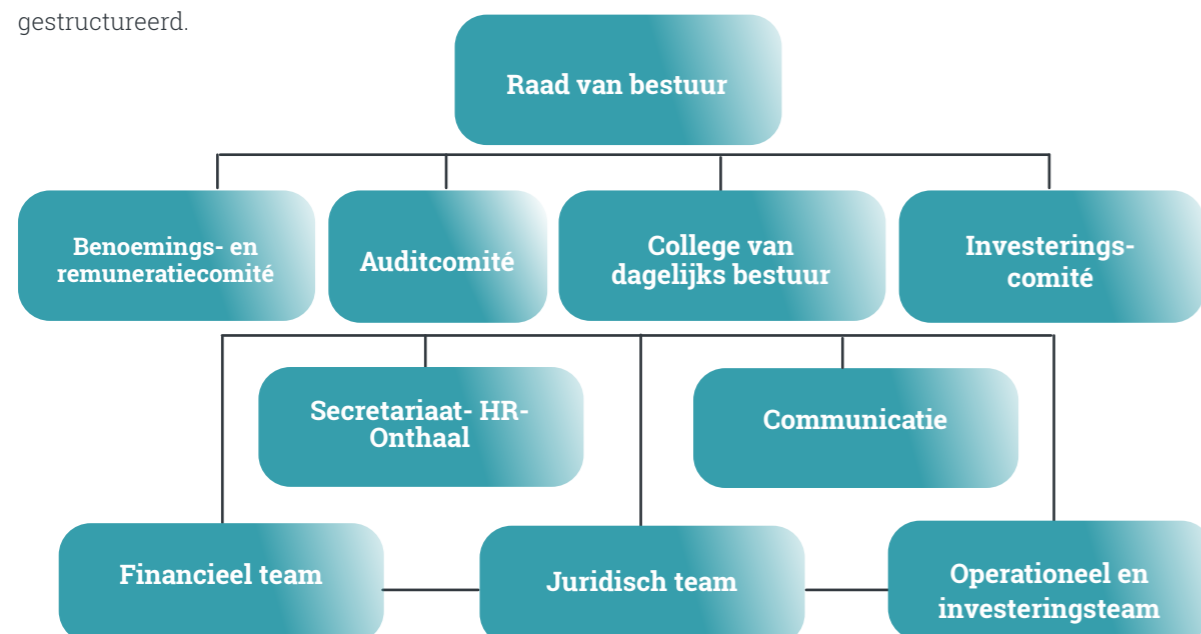 gestructureerd.
Raad van bestuur
Benoemings- en
remuneratiecomité
Auditcomité
College van
dagelijks bestuur
Investerings-
comité
Secretariaat- HR-
Onthaal
Communicatie
Financieel team
Juridisch team
Operationeel en
investeringsteam